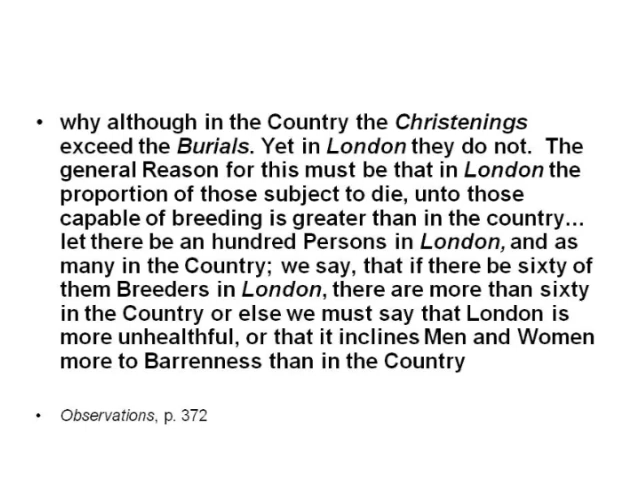 • why although in the Country the Christenings
exceed the Burials. Yet in London they do not. The
general Reason for this must be that in London the
proportion of those subject to die, unto those
capable of breeding is greater than in the country…
let there be an hundred Persons in London, and as
many in the Country; we say, that if there be sixty of
them Breeders in London, there are more than sixty
in the Country or else we must say that London is
more unhealthful, or that it inclines Men and Women
more to Barrenness than in the Country
• Observations, p. 372